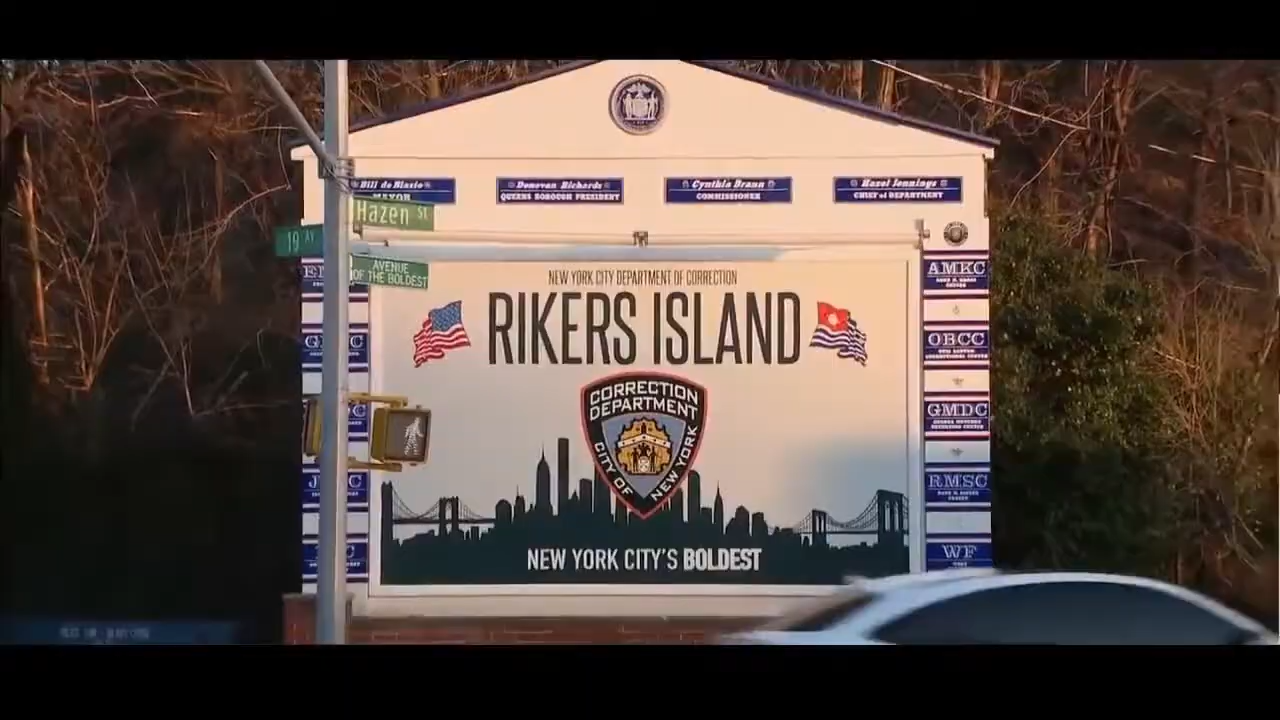 Bill de Blasio
MAYOR
Donovan Richards
QUEENS BOROUGH PRESIDENT
Cynthia Brann
COMMISSIONER
Hazel Jennings
CHIEF of DEPARTMENT
Hazen St
19 AV
AVENUE
OF THE BOLDEST
NEW YORK CITY DEPARTMENT OF CORRECTION
RIKERS ISLAND
CORRECTION
DEPARTMENT
CITY OF NEW YORK
NEW YORK CITY'S BOLDEST
AMKC
OBCC
GMDC
RMSC
WF